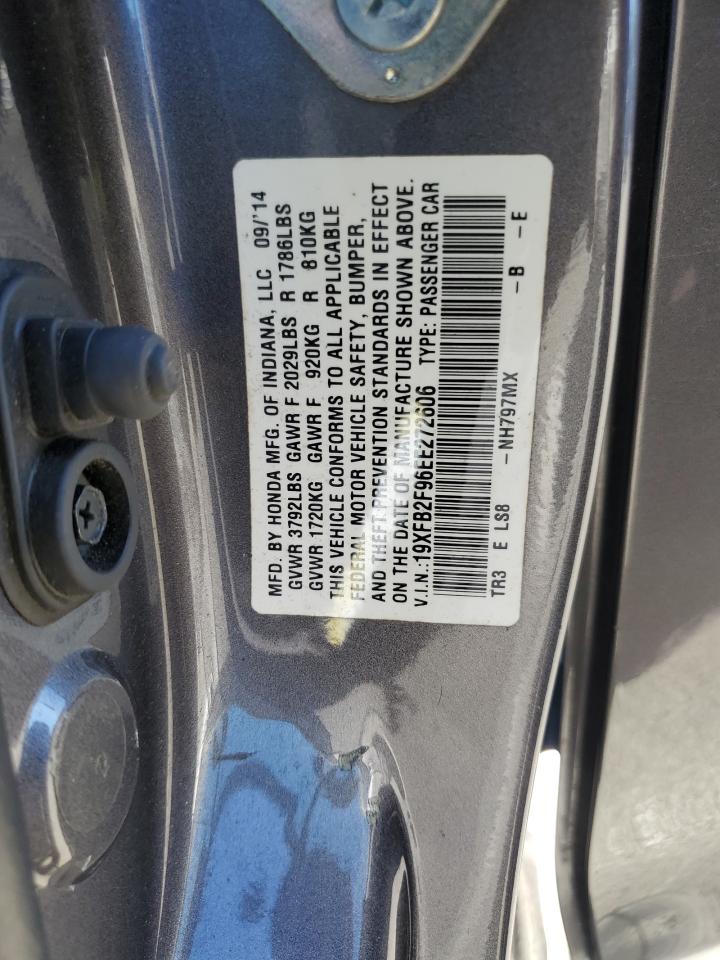 MFD. BY HONDA MFG. OF INDIANA, LLC 09/'14
GVWR 3792LBS GAWR F 2029LBS R 1786LBS
GVWR 1720KG GAWR F 920KG R 810KG
THIS VEHICLE CONFORMS TO ALL APPLICABLE
FEDERAL MOTOR VEHICLE SAFETY, BUMPER,
AND THEFT PREVENTION STANDARDS IN EFFECT
ON THE DATE OF MANUFACTURE SHOWN ABOVE.
V.I.N.:19XFB2F96EE272606 TYPE: PASSENGER CAR
TR3 E LS8 -NH797MX -B -E